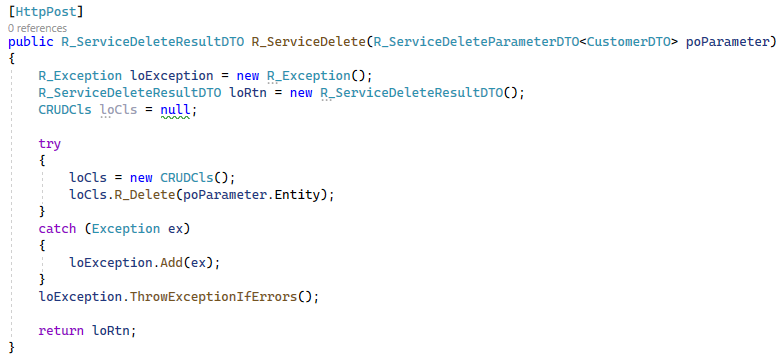 [HttpPost]
0 references
public R_ServiceDeleteResultDTO R_ServiceDelete(R_ServiceDeleteParameterDTO<CustomerDTO> poParameter)
{
    R_Exception loException = new R_Exception();
    R_ServiceDeleteResultDTO loRtn = new R_ServiceDeleteResultDTO();
    CRUDCls loCls = null;

    try
    {
        loCls = new CRUDCls();
        loCls.R_Delete(poParameter.Entity);
    }
    catch (Exception ex)
    {
        loException.Add(ex);
    }
    loException.ThrowExceptionIfErrors();

    return loRtn;
}